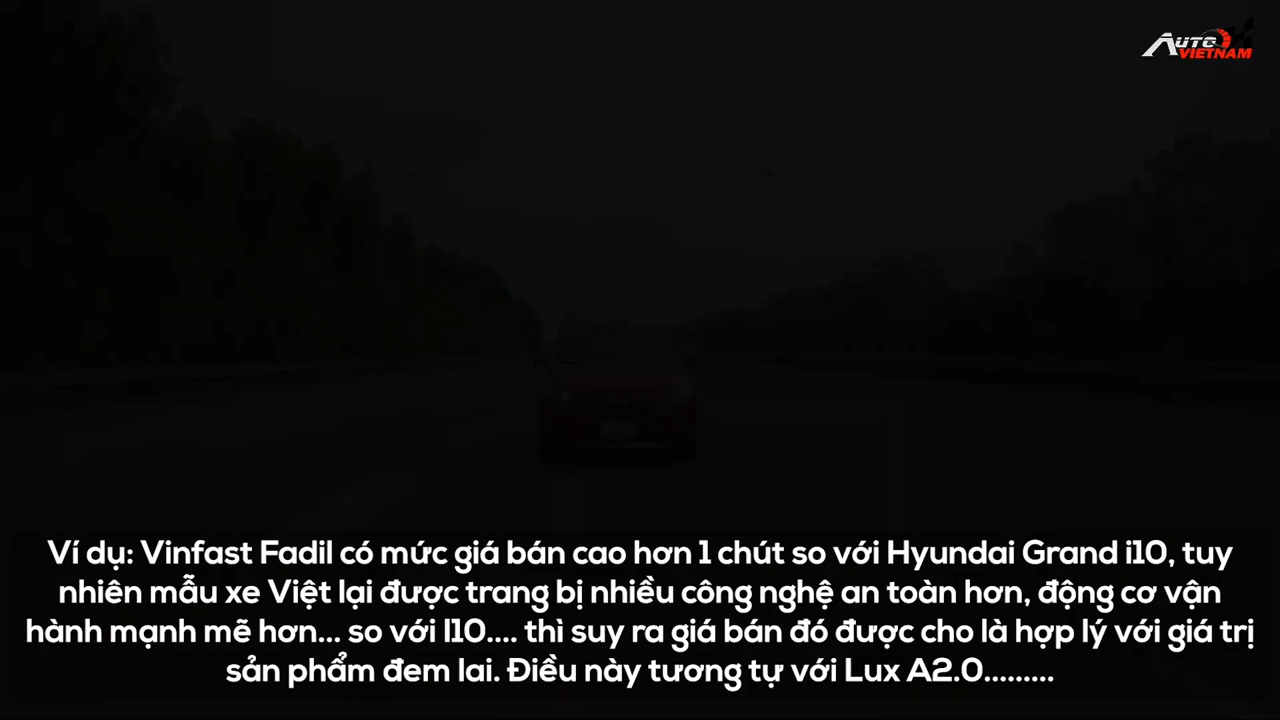 AUTO
VIETNAM
Ví dụ: Vinfast Fadil có mức giá bán cao hơn 1 chút so với Hyundai Grand i10, tuy
nhiên mẫu xe Việt lại được trang bị nhiều công nghệ an toàn hơn, động cơ vận
hành mạnh mẽ hơn... so với I10.... thì suy ra giá bán đó được cho là hợp lý với giá trị
sản phẩm đem lai. Điều này tương tự với Lux A2.0.........